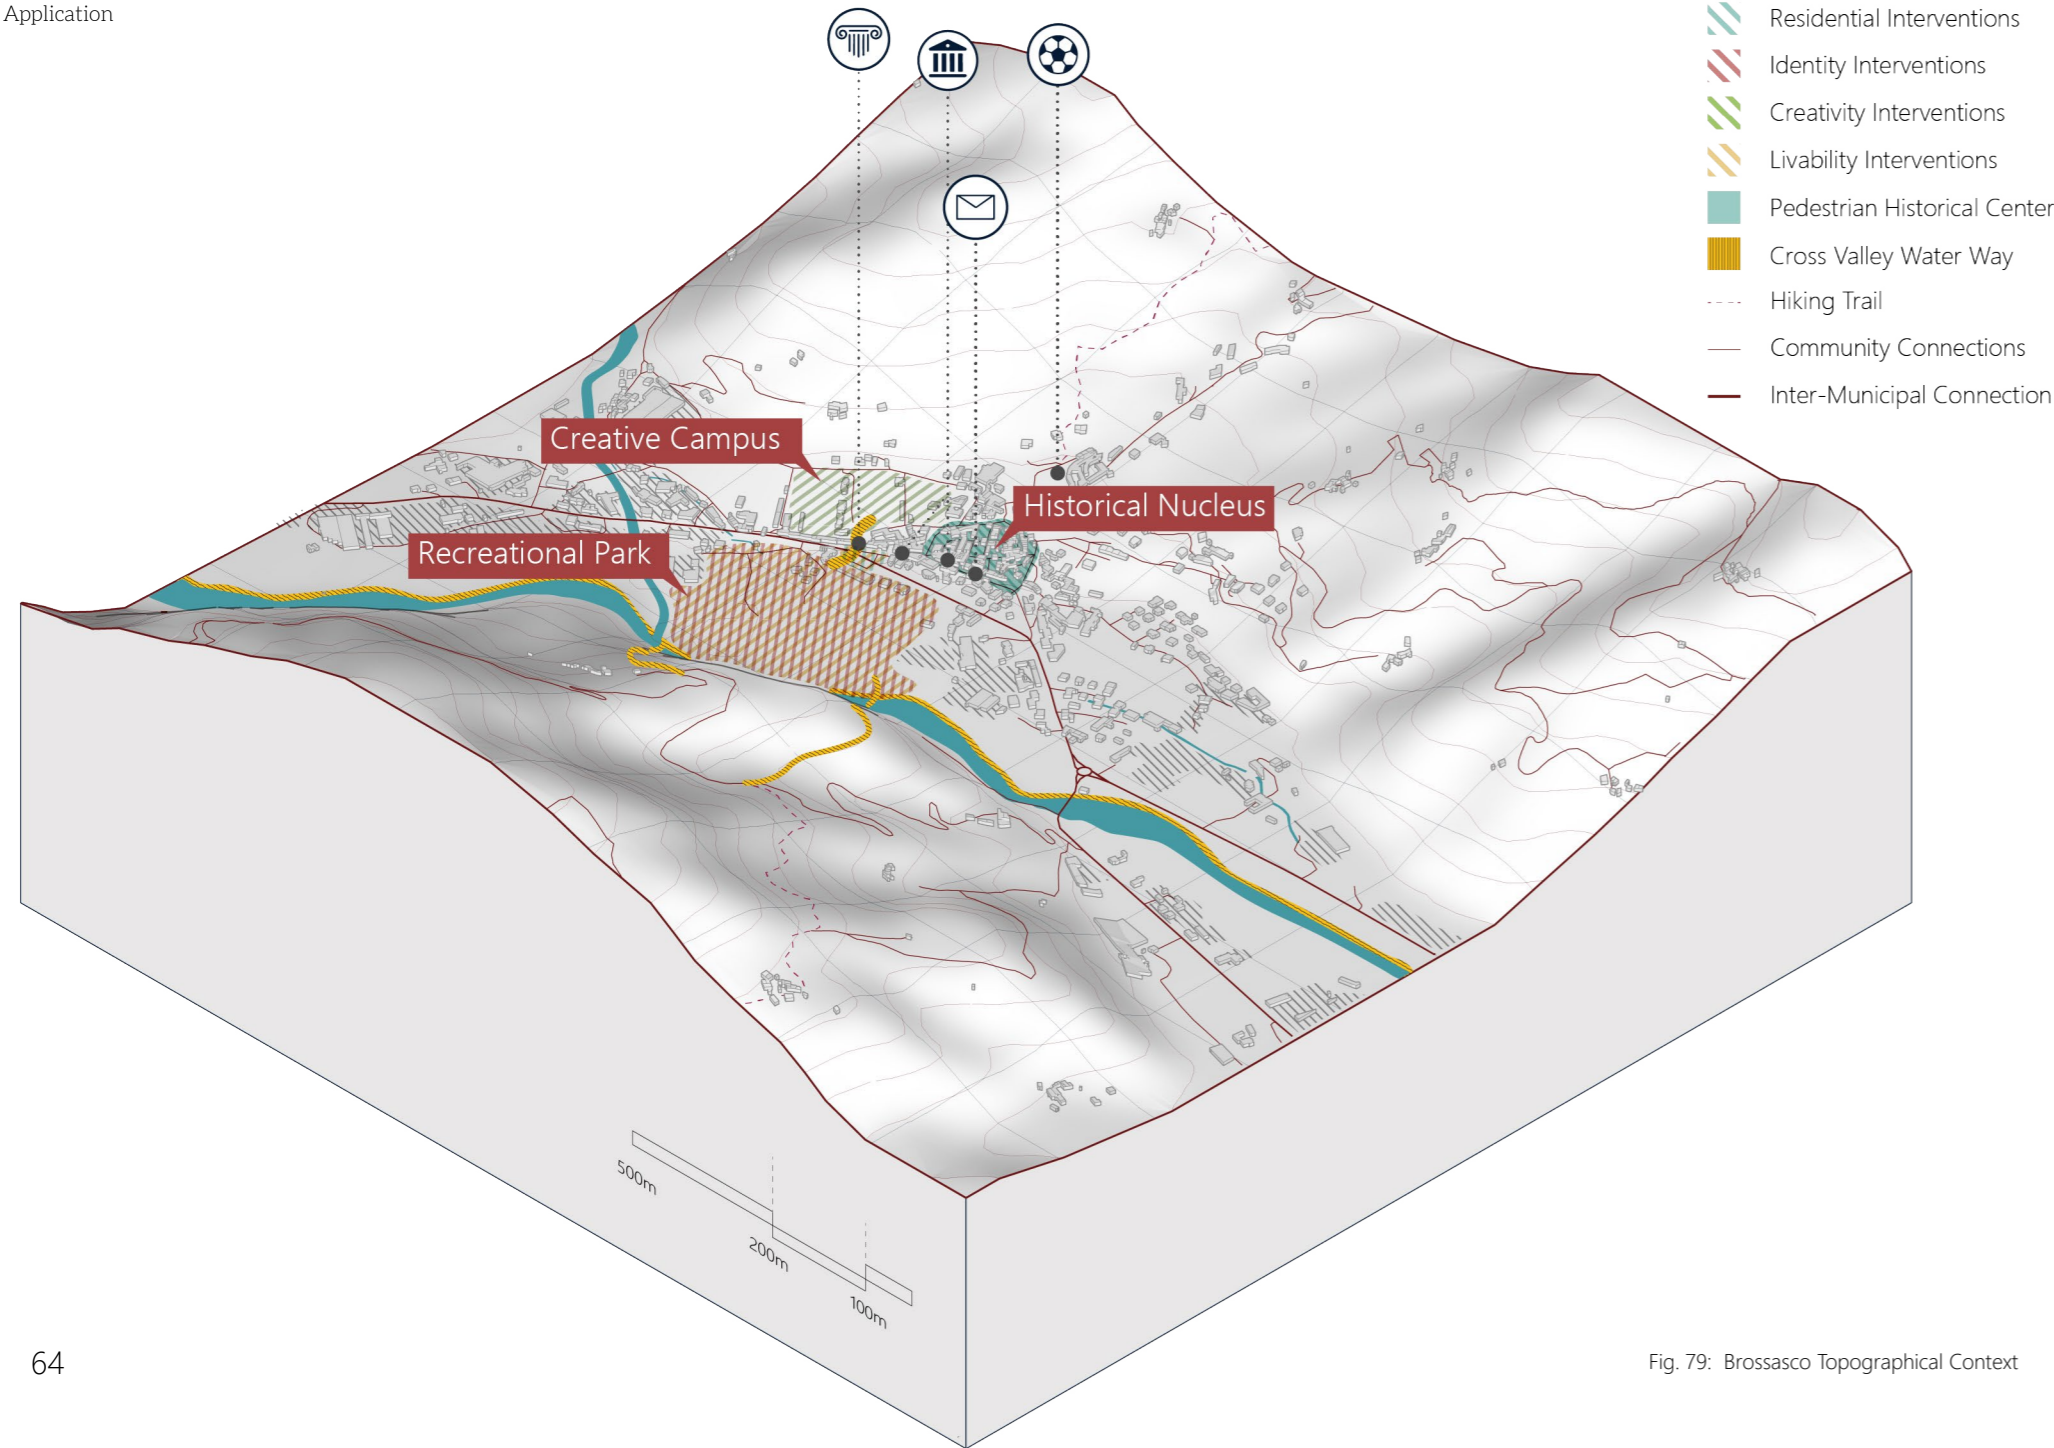 Application
Residential Interventions
Identity Interventions
Creativity Interventions
Livability Interventions
Pedestrian Historical Center
Cross Valley Water Way
Hiking Trail
Community Connections
Inter-Municipal Connection
Creative Campus
Historical Nucleus
Recreational Park
500m
200m
100m
64
Fig. 79: Brossasco Topographical Context